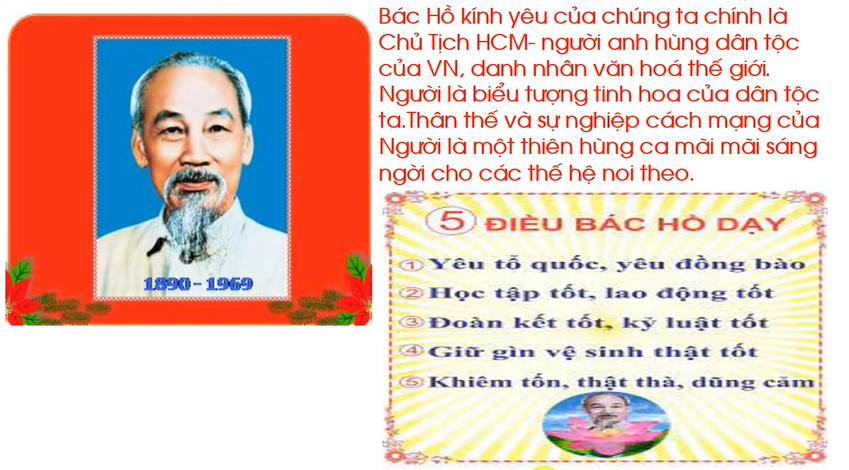 Bác Hồ kính yêu của chúng ta chính là
Chủ Tịch HCM- người anh hùng dân tộc
của VN, danh nhân văn hoá thế giới.
Người là biểu tượng tinh hoa của dân tộc
ta.Thân thế và sự nghiệp cách mạng của
Người là một thiên hùng ca mãi mãi sáng
ngời cho các thế hệ noi theo.
1890 - 1969
5 ĐIỀU BÁC HỒ DẠY
1 Yêu tổ quốc, yêu đồng bào
2 Học tập tốt, lao động tốt
3 Đoàn kết tốt, kỷ luật tốt
4 Giữ gìn vệ sinh thật tốt
5 Khiêm tốn, thật thà, dũng cảm